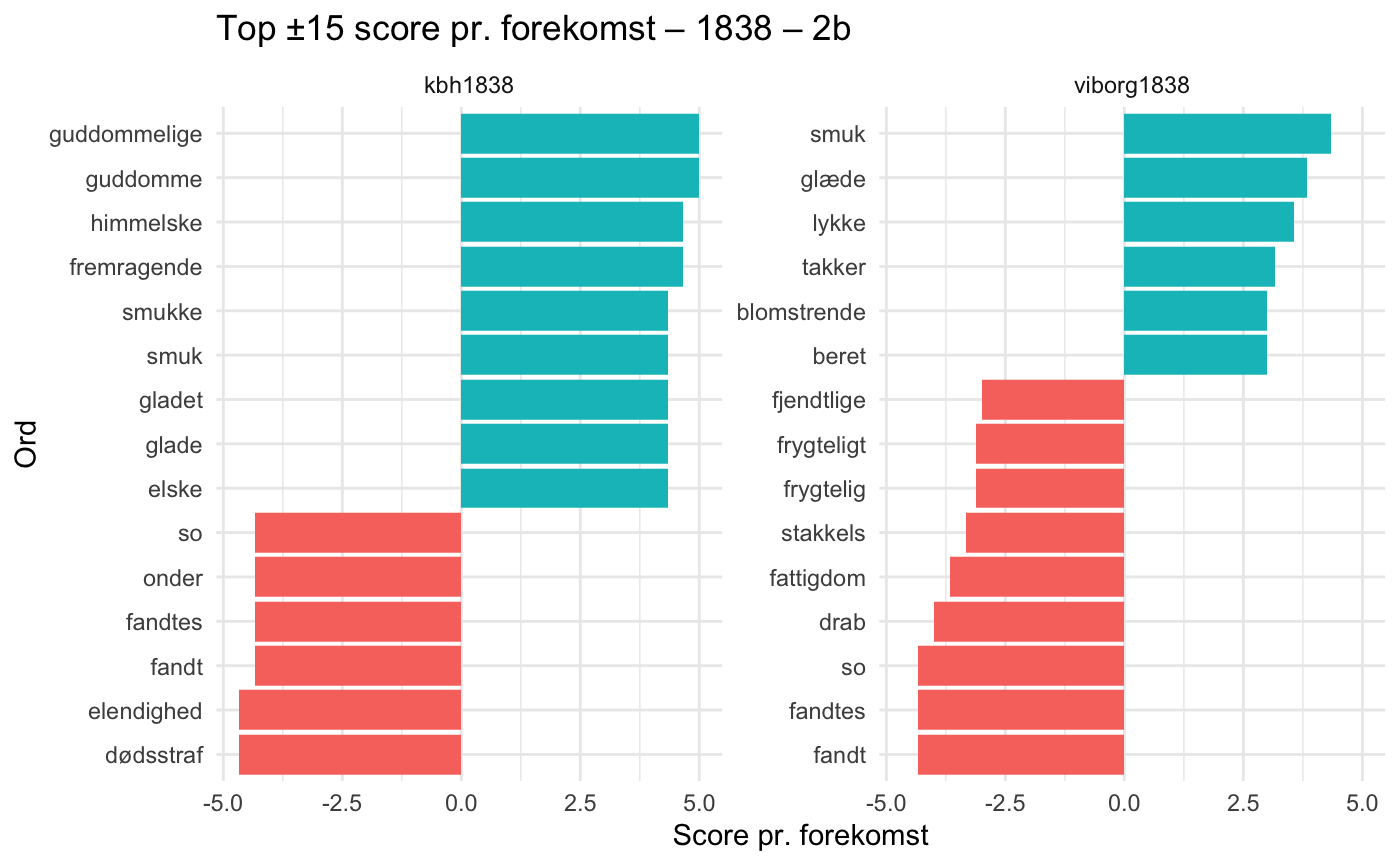 Top ±15 score pr. forekomst – 1838 – 2b
kbh1838
guddommelige
guddomme
himmelske
fremragende
smukke
smuk
gladet
glade
elske
so
onder
fandtes
fandt
elendighed
dødsstraf
-5.0 -2.5 0.0 2.5 5.0
viborg1838
smuk
glæde
lykke
takker
blomstrende
beret
fjendtlige
frygteligt
frygtelig
stakkels
fattigdom
drab
so
fandtes
fandt
-5.0 -2.5 0.0 2.5 5.0
Ord
Score pr. forekomst